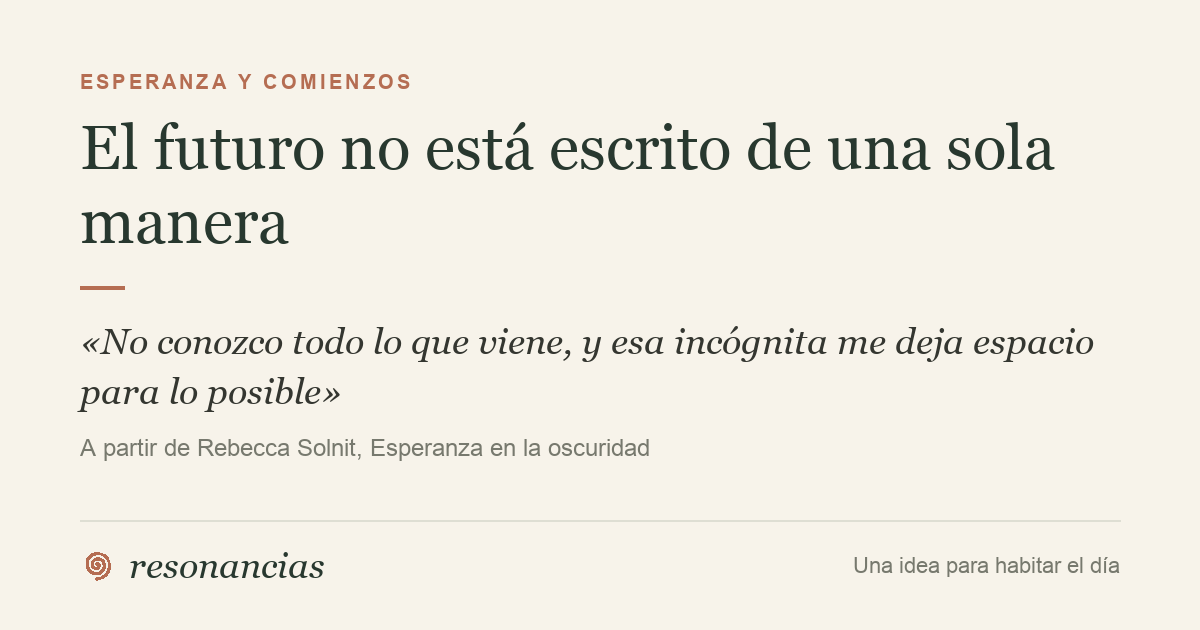 ESPERANZA Y COMIENZOS
El futuro no está escrito de una sola
manera
«No conozco todo lo que viene, y esa incógnita me deja espacio
para lo posible»
A partir de Rebecca Solnit, Esperanza en la oscuridad
resonancias
Una idea para habitar el día